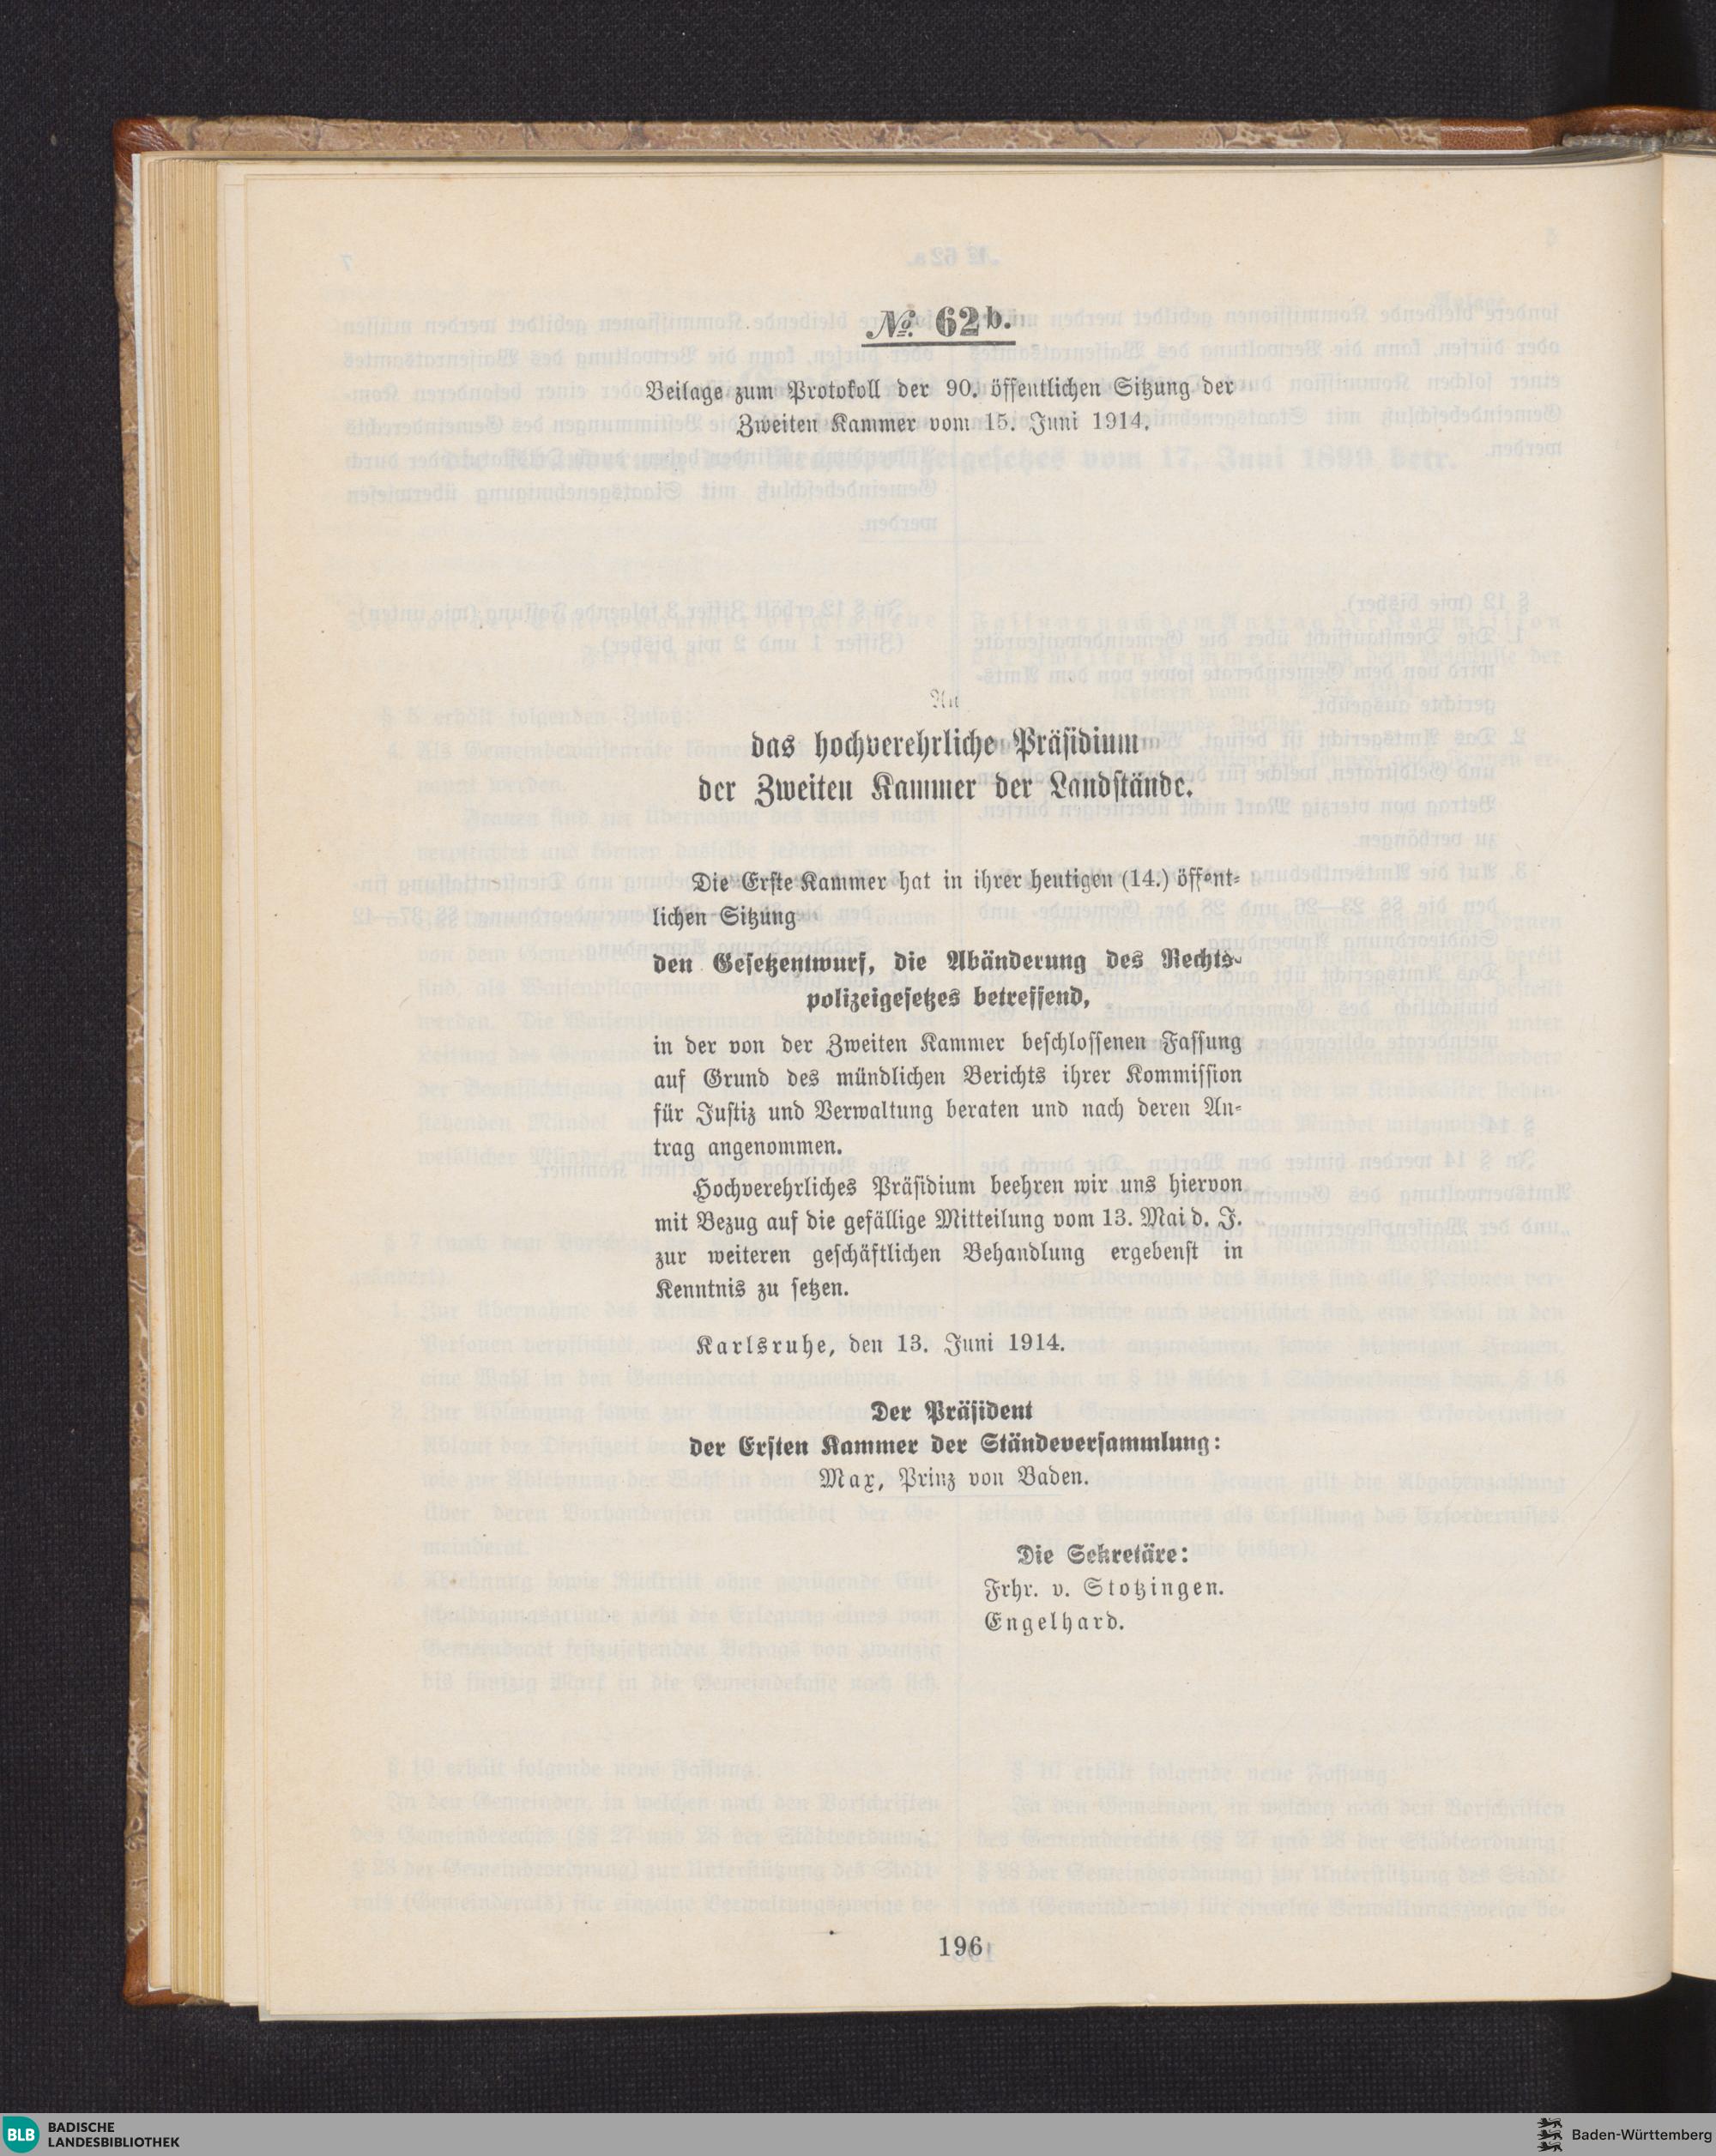 № 62b.
Beilage zum Protokoll der 90. öffentlichen Sitzung der
Zweiten Kammer vom 15. Juni 1914.
An
das hochverehrliche Präsidium
der Zweiten Kammer der Landstände.
Die Erste Kammer hat in ihrer heutigen (14.) öffent-
lichen Sitzung
den Gesetzentwurf, die Abänderung des Rechts-
polizeigesetzes betreffend,
in der von der Zweiten Kammer beschlossenen Fassung
auf Grund des mündlichen Berichts ihrer Kommission
für Justiz und Verwaltung beraten und nach deren An-
trag angenommen.
Hochverehrliches Präsidium beehren wir uns hiervon
mit Bezug auf die gefällige Mitteilung vom 13. Mai d. J.
zur weiteren geschäftlichen Behandlung ergebenst in
Kenntnis zu setzen.
Karlsruhe, den 13. Juni 1914.
Der Präsident
der Ersten Kammer der Ständeversammlung:
Max, Prinz von Baden.
Die Sekretäre:
Frhr. v. Stotzingen.
Engelhard.
196
BLB BADISCHE
LANDESBIBLIOTHEK
Baden-Württemberg